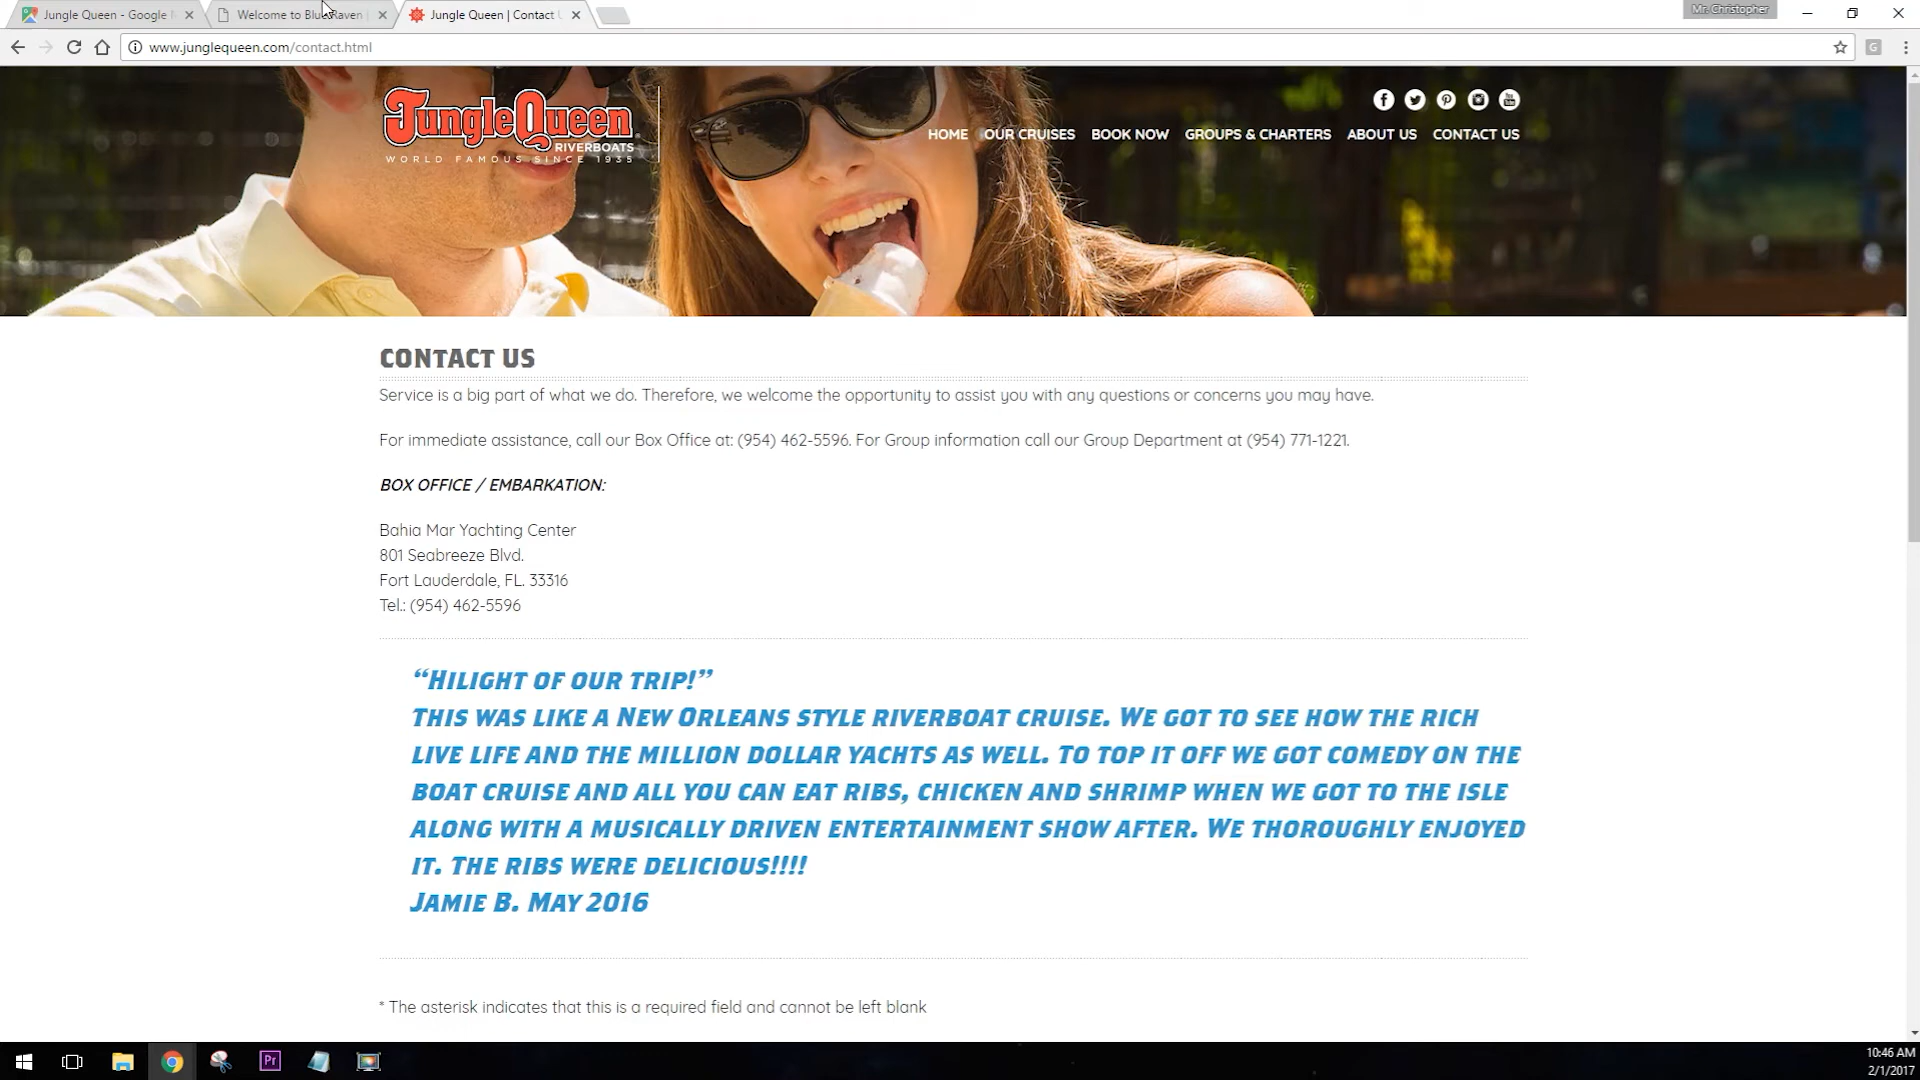 Jungle Queen - Google
Welcome to Blue Raven
Jungle Queen | Contact
Mr. Christopher
www.junglequeen.com/contact.html
JungleQueen
RIVERBOATS
WORLD FAMOUS SINCE 1935
HOME OUR CRUISES BOOK NOW GROUPS & CHARTERS ABOUT US CONTACT US
CONTACT US
Service is a big part of what we do. Therefore, we welcome the opportunity to assist you with any questions or concerns you may have.
For immediate assistance, call our Box Office at: (954) 462-5596. For Group information call our Group Department at (954) 771-1221.
BOX OFFICE / EMBARKATION:
Bahia Mar Yachting Center
801 Seabreeze Blvd.
Fort Lauderdale, FL. 33316
Tel.: (954) 462-5596
“Hilight of our trip!”
This was like a New Orleans style riverboat cruise. We got to see how the rich
live life and the million dollar yachts as well. To top it off we got comedy on the
boat cruise and all you can eat ribs, chicken and shrimp when we got to the isle
along with a musically driven entertainment show after. We thoroughly enjoyed
it. The ribs were delicious!!!!
Jamie B. May 2016
* The asterisk indicates that this is a required field and cannot be left blank
Pr
10:46 AM
2/1/2017